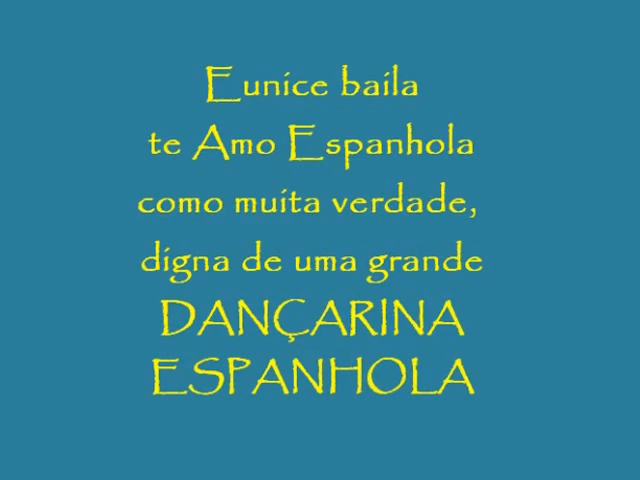 Eunice baila
te Amo Espanhola
como muita verdade,
digna de uma grande
DANÇARINA
ESPANHOLA